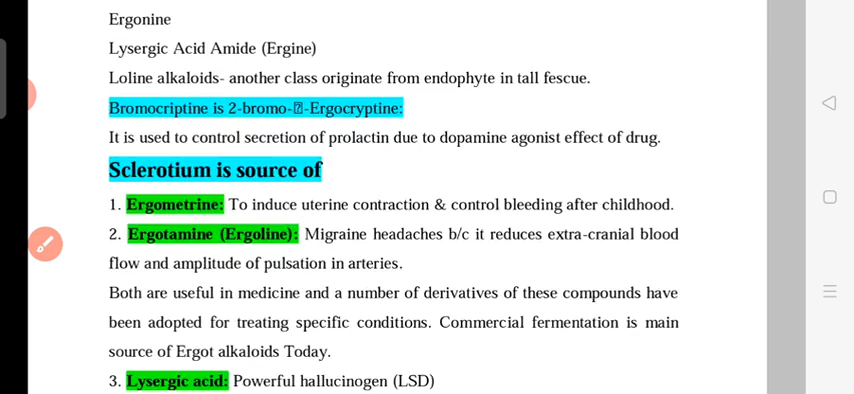 Ergonine
Lysergic Acid Amide (Ergine)
Loline alkaloids- another class originate from endophyte in tall fescue.
Bromocriptine is 2-bromo-⍰-Ergocryptine:
It is used to control secretion of prolactin due to dopamine agonist effect of drug.
Sclerotium is source of
1. Ergometrine: To induce uterine contraction & control bleeding after childhood.
2. Ergotamine (Ergoline): Migraine headaches b/c it reduces extra-cranial blood
flow and amplitude of pulsation in arteries.
Both are useful in medicine and a number of derivatives of these compounds have
been adopted for treating specific conditions. Commercial fermentation is main
source of Ergot alkaloids Today.
3. Lysergic acid: Powerful hallucinogen (LSD)